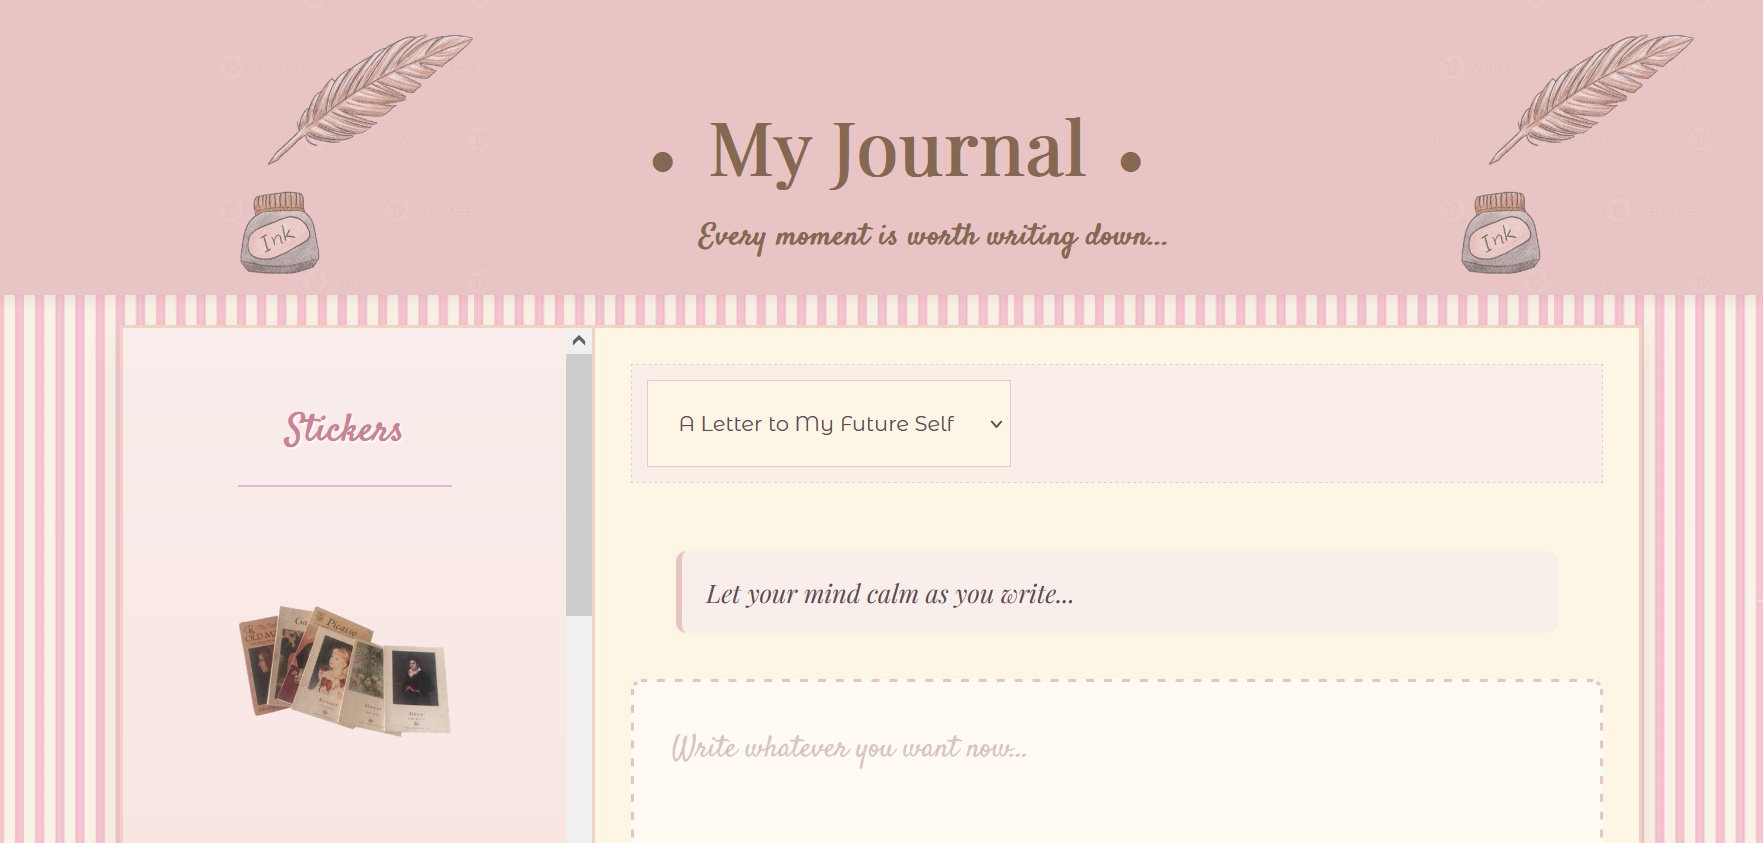 • My Journal •
Every moment is worth writing down...
Ink
Ink
Stickers
Picasso
A Letter to My Future Self
Let your mind calm as you write...
Write whatever you want now...